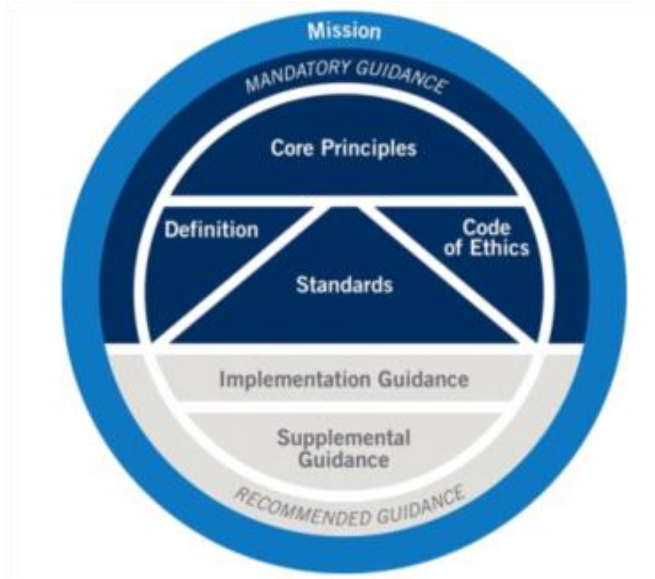 Mission
MANDATORY GUIDANCE
Core Principles
Definition
Code
of Ethics
Standards
Implementation Guidance
Supplemental
Guidance
RECOMMENDED GUIDANCE